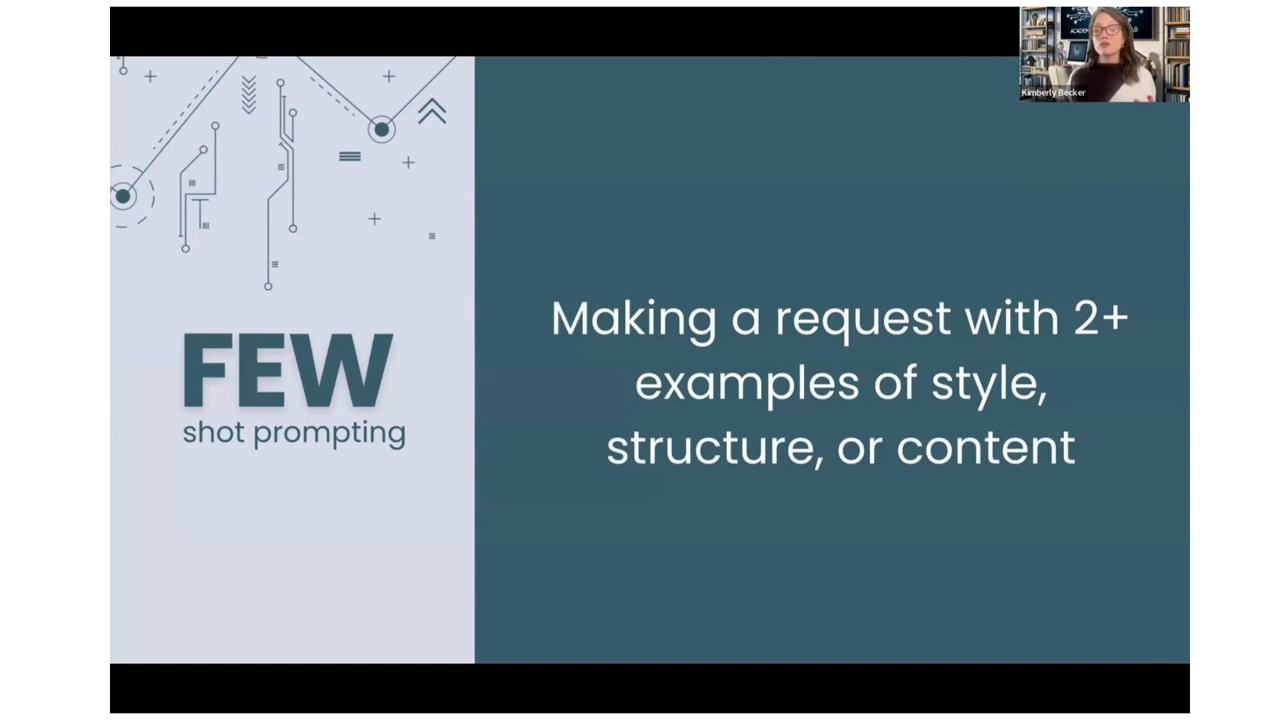 Kimberly Becker
FEW
shot prompting
Making a request with 2+
examples of style,
structure, or content